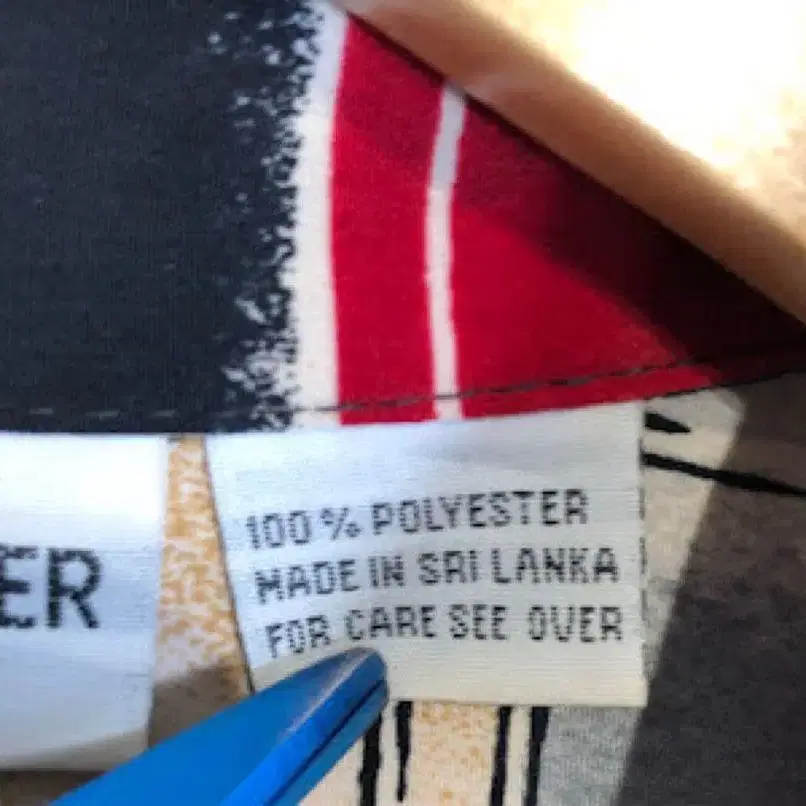 ER
100% POLYESTER
MADE IN SRI LANKA
FOR CARE SEE OVER